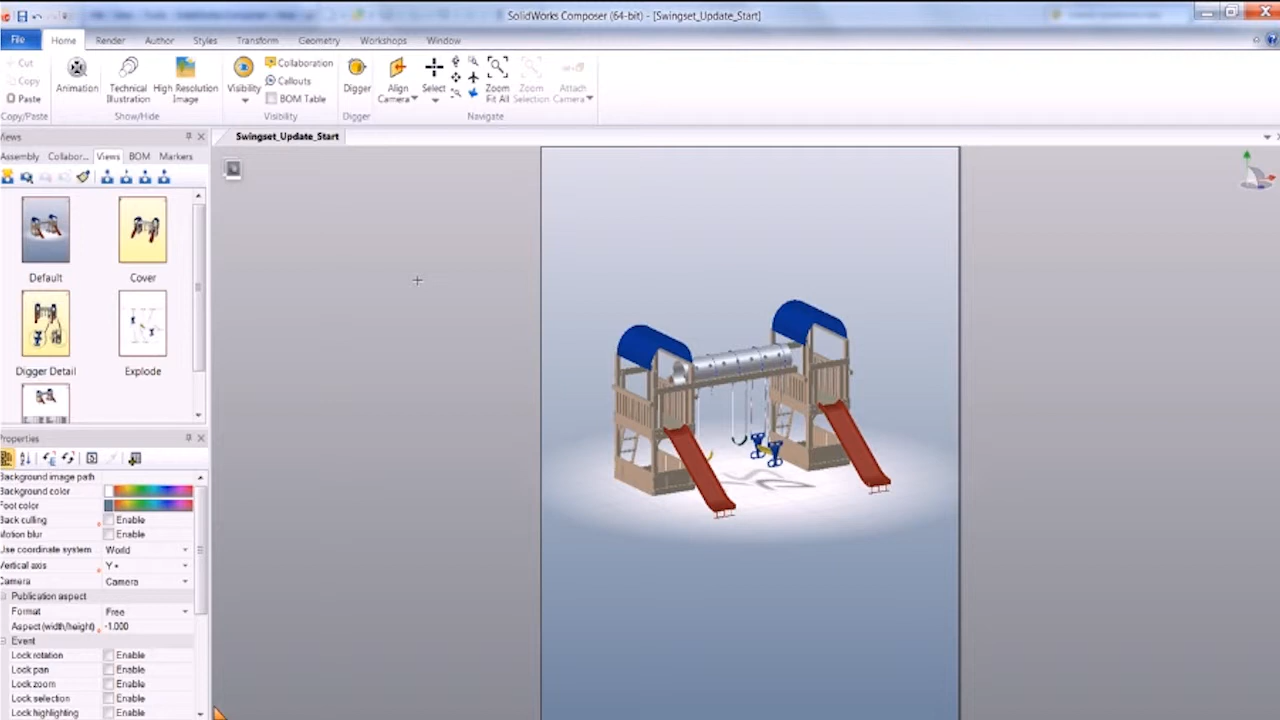 SolidWorks Composer (64-bit) - [Swingset_Update_Start]
File Home Render Author Styles Transform Geometry Workshops Window
Cut
Copy
Paste
Copy/Paste
Animation
Technical Illustration
High Resolution Image
Show/Hide
Visibility
Collaboration
Callouts
BOM Table
Visibility
Digger
Digger
Align Camera
Select
Zoom Fit All
Zoom Selection
Attach Camera
Navigate
Views
Swingset_Update_Start
Assembly Collabor... Views BOM Markers
Default Cover
Digger Detail Explode
Properties
Background image path
Background color
Foot color
Back culling Enable
Motion blur Enable
Use coordinate system World
Vertical axis Y+
Camera Camera
Publication aspect
Format Free
Aspect (width/height) -1.000
Event
Lock rotation Enable
Lock pan Enable
Lock zoom Enable
Lock selection Enable
Lock highlighting Enable